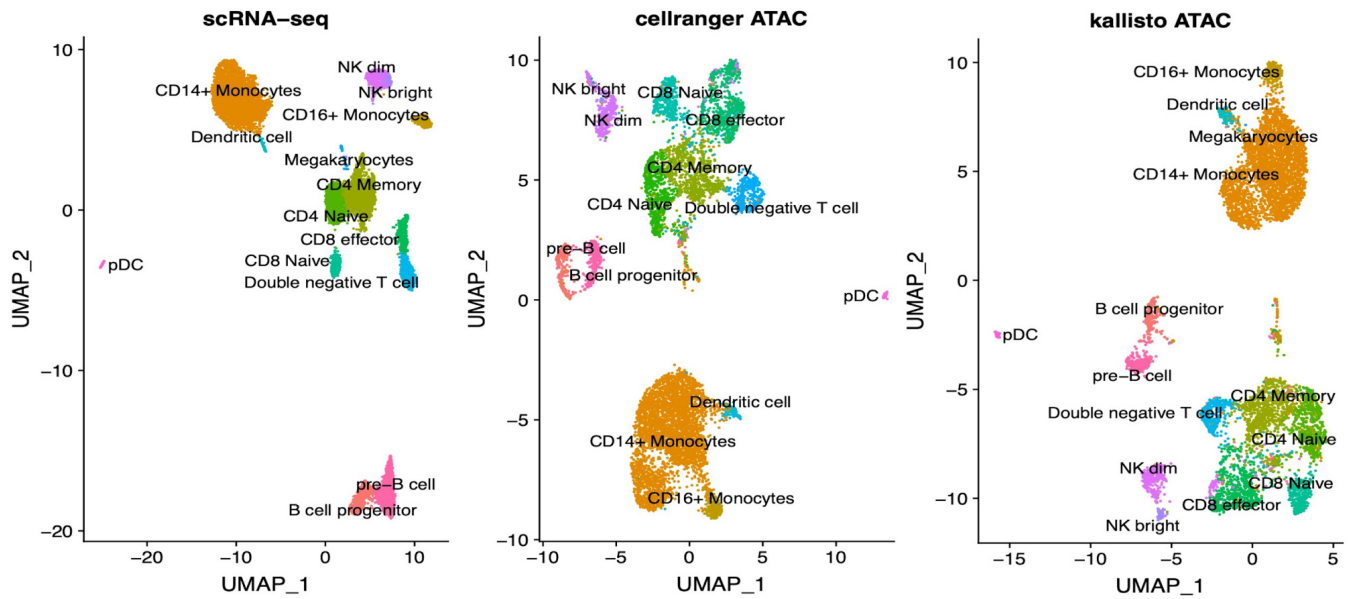 scRNA−seq
10
0
−10
−20
UMAP_2
CD14+ Monocytes
NK dim
NK bright
CD16+ Monocytes
Dendritic cell
Megakaryocytes
CD4 Memory
CD4 Naive
CD8 effector
CD8 Naive
Double negative T cell
pDC
pre−B cell
B cell progenitor
−20
−10
0
10
UMAP_1
cellranger ATAC
10
5
0
−5
−10
UMAP_2
NK bright
CD8 Naive
NK dim
CD8 effector
CD4 Memory
CD4 Naive
Double negative T cell
pre−B cell
B cell progenitor
pDC
Dendritic cell
CD14+ Monocytes
CD16+ Monocytes
−10
−5
0
5
10
UMAP_1
kallisto ATAC
10
5
0
−5
−10
UMAP_2
CD16+ Monocytes
Dendritic cell
Megakaryocytes
CD14+ Monocytes
B cell progenitor
pDC
pre−B cell
CD4 Memory
Double negative T cell
CD4 Naive
NK dim
CD8 Naive
CD8 effector
NK bright
−15
−10
−5
0
5
UMAP_1